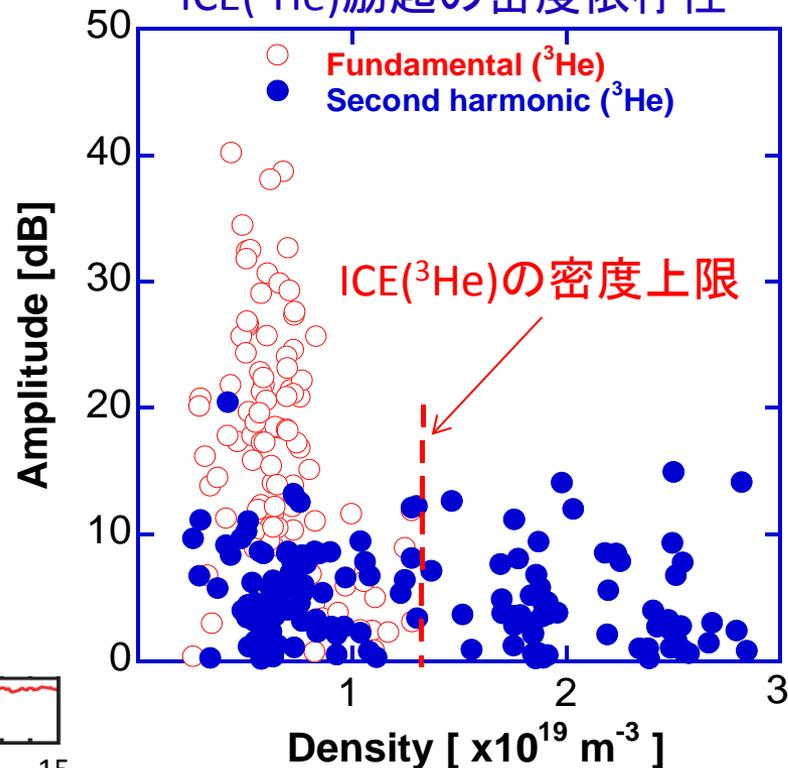 ICE(³He)励起の密度依存性
50
Fundamental (³He)
Second harmonic (³He)
40
30
ICE(³He)の密度上限
20
10
0
1
2
3
Amplitude [dB]
Density [ x10¹⁹ m⁻³ ]
15